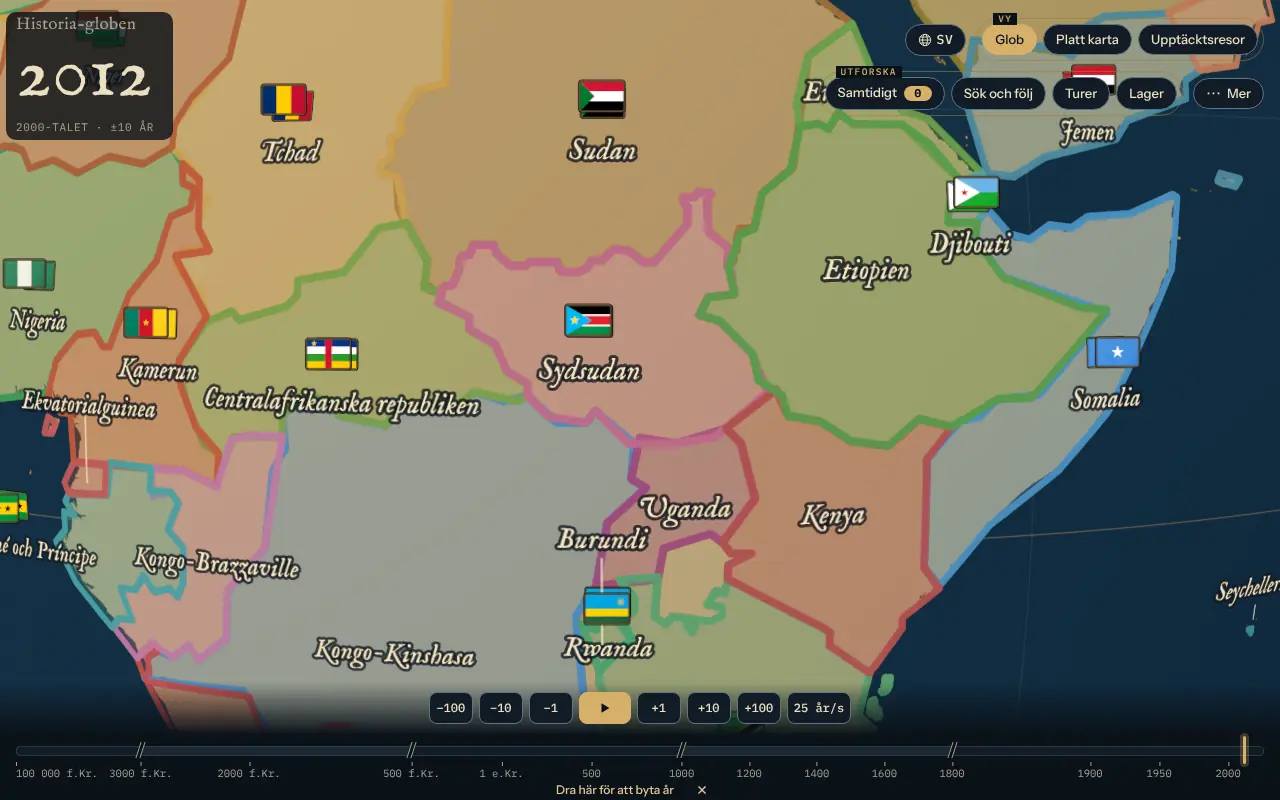 Historia-globen
2012
2000-TALET · ±10 ÅR
VY
SV
Glob
Platt karta
Upptäcktsresor
UTFORSKA
Samtidigt 0
Sök och följ
Turer
Lager
··· Mer
Tchad
Sudan
Jemen
Djibouti
Etiopien
Nigeria
Kamerun
Sydsudan
Ekvatorialguinea
Centralafrikanska republiken
Somalia
Uganda
Kenya
Burundi
é och Príncipe
Kongo-Brazzaville
Seycheller
Kongo-Kinshasa
Rwanda
−100
−10
−1
+1
+10
+100
25 år/s
100 000 f.Kr.
3000 f.Kr.
2000 f.Kr.
500 f.Kr.
1 e.Kr.
500
1000
1200
1400
1600
1800
1900
1950
2000
Dra här för att byta år ×